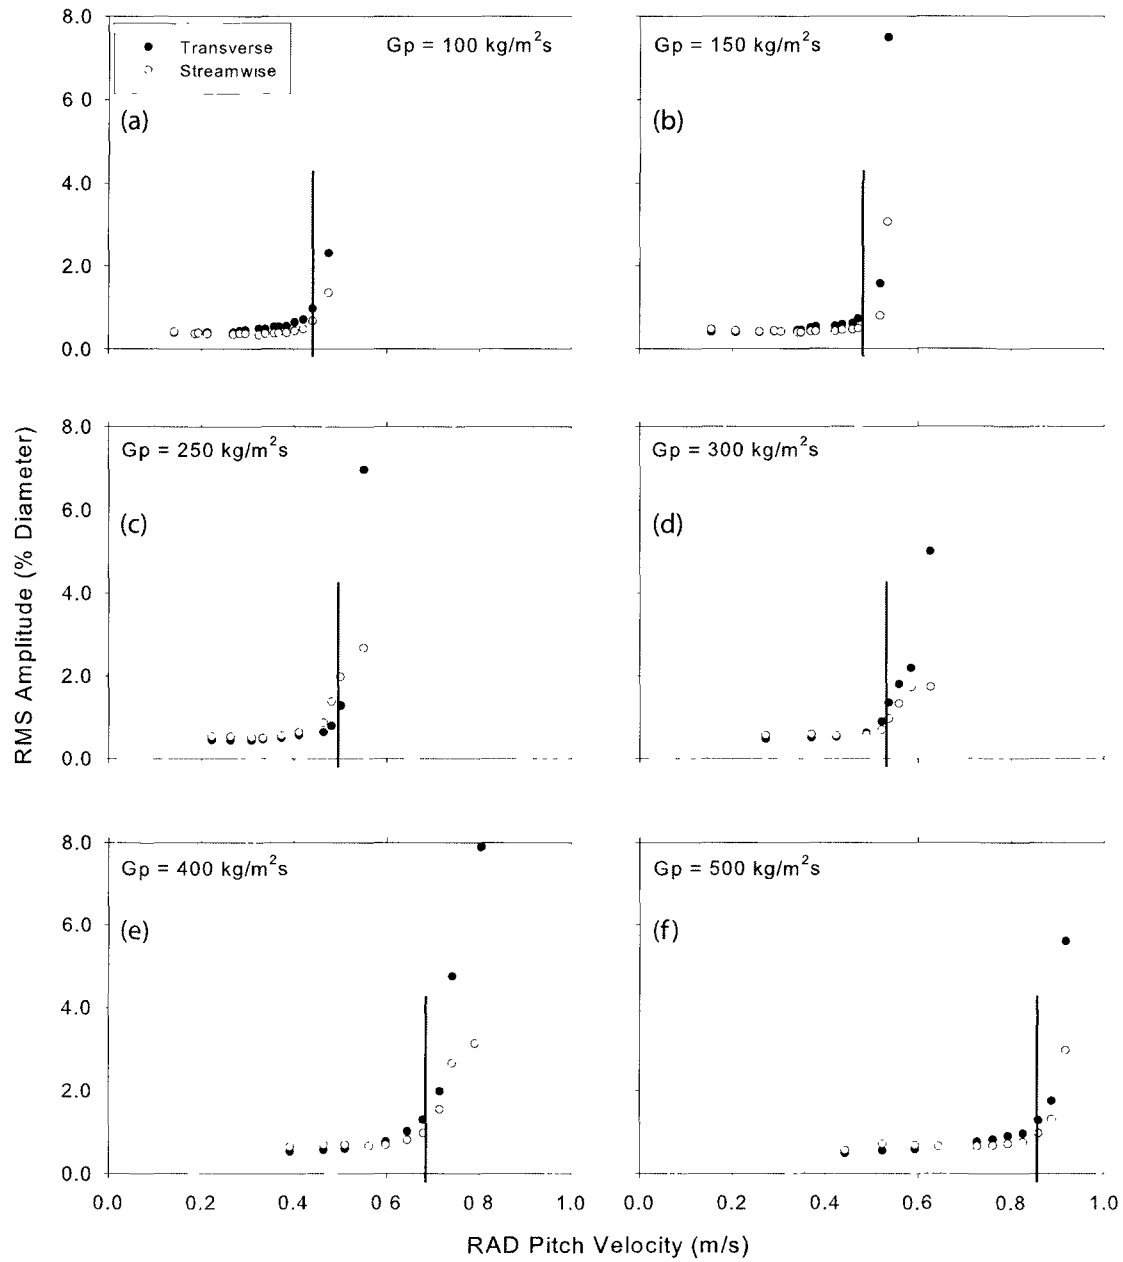 8.0
Transverse
Streamwise
Gp = 100 kg/m²s
Gp = 150 kg/m²s
6 0
(a)
(b)
4.0
2.0
0.0
8.0
Gp = 250 kg/m²s
Gp = 300 kg/m²s
6.0
(c)
(d)
4.0
2.0
0.0
RMS Amplitude (% Diameter)
8.0
Gp = 400 kg/m²s
Gp = 500 kg/m²s
6.0
(e)
(f)
4.0
2.0
0.0
0.0 0.2 0.4 0.6 0.8 1.0
0 0 0.2 0.4 0.6 0 8 1.0
RAD Pitch Velocity (m/s)